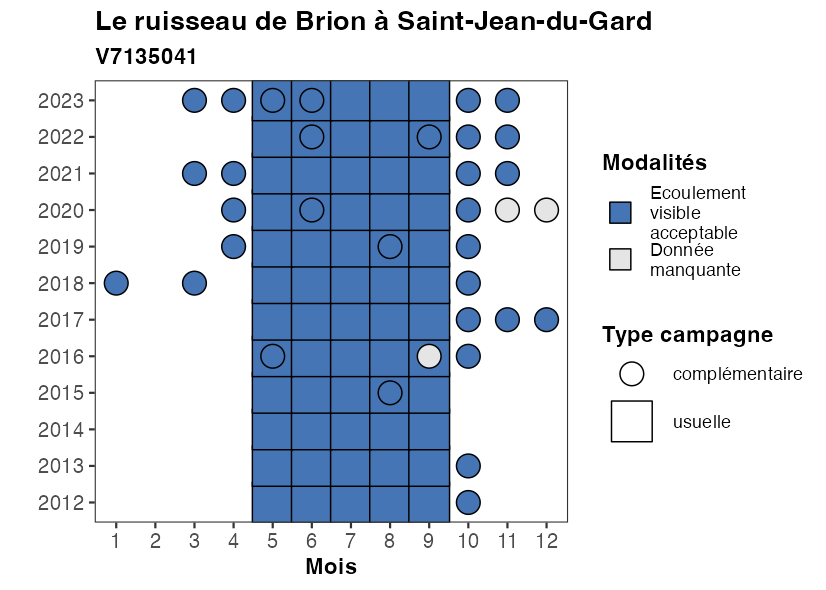 Le ruisseau de Brion à Saint-Jean-du-Gard
V7135041
2023
2022
2021
2020
2019
2018
2017
2016
2015
2014
2013
2012
1 2 3 4 5 6 7 8 9 10 11 12
Mois
Modalités
Ecoulement
visible
acceptable
Donnée
manquante
Type campagne
complémentaire
usuelle